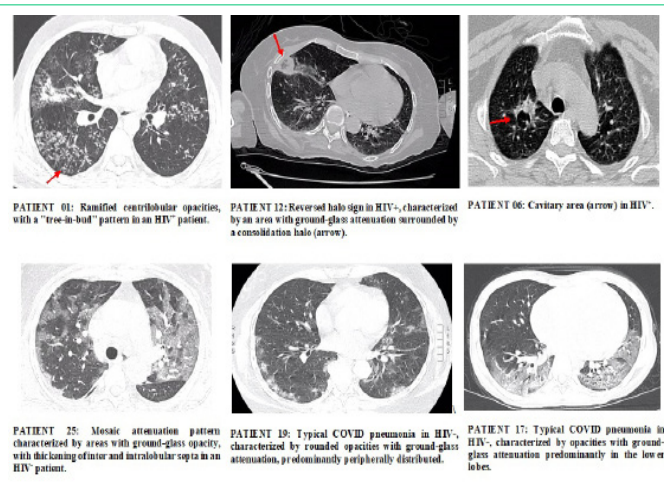 PATIENT 01: Ramified centrilobular opacities,
with a "tree-in-bud" pattern in an HIV⁺ patient.
PATIENT 12: Reversed halo sign in HIV+, characterized
by an area with ground-glass attenuation surrounded by
a consolidation halo (arrow).
PATIENT 06: Cavitary area (arrow) in HIV⁺.
PATIENT 25: Mosaic attenuation pattern
characterized by areas with ground-glass opacity,
with thickening of inter and intralobular septa in an
HIV⁻ patient.
PATIENT 19: Typical COVID pneumonia in HIV-,
characterized by rounded opacities with ground-glass
attenuation, predominantly peripherally distributed.
PATIENT 17: Typical COVID pneumonia in
HIV-, characterized by opacities with ground-
glass attenuation predominantly in the lower
lobes.